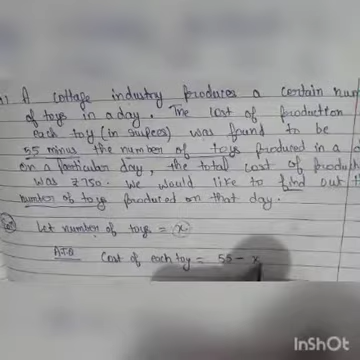 A cottage industry produces a certain num
of toys in a day. The cost of production
each toy (in rupees) was found to be
55 minus the number of toys produced in a d
on a particular day, the total cost of product
was ₹750. We would like to find out th
number of toys produced on that day.
Let number of toys = x
A.T.Q Cost of each toy = 55 - x
InShOt